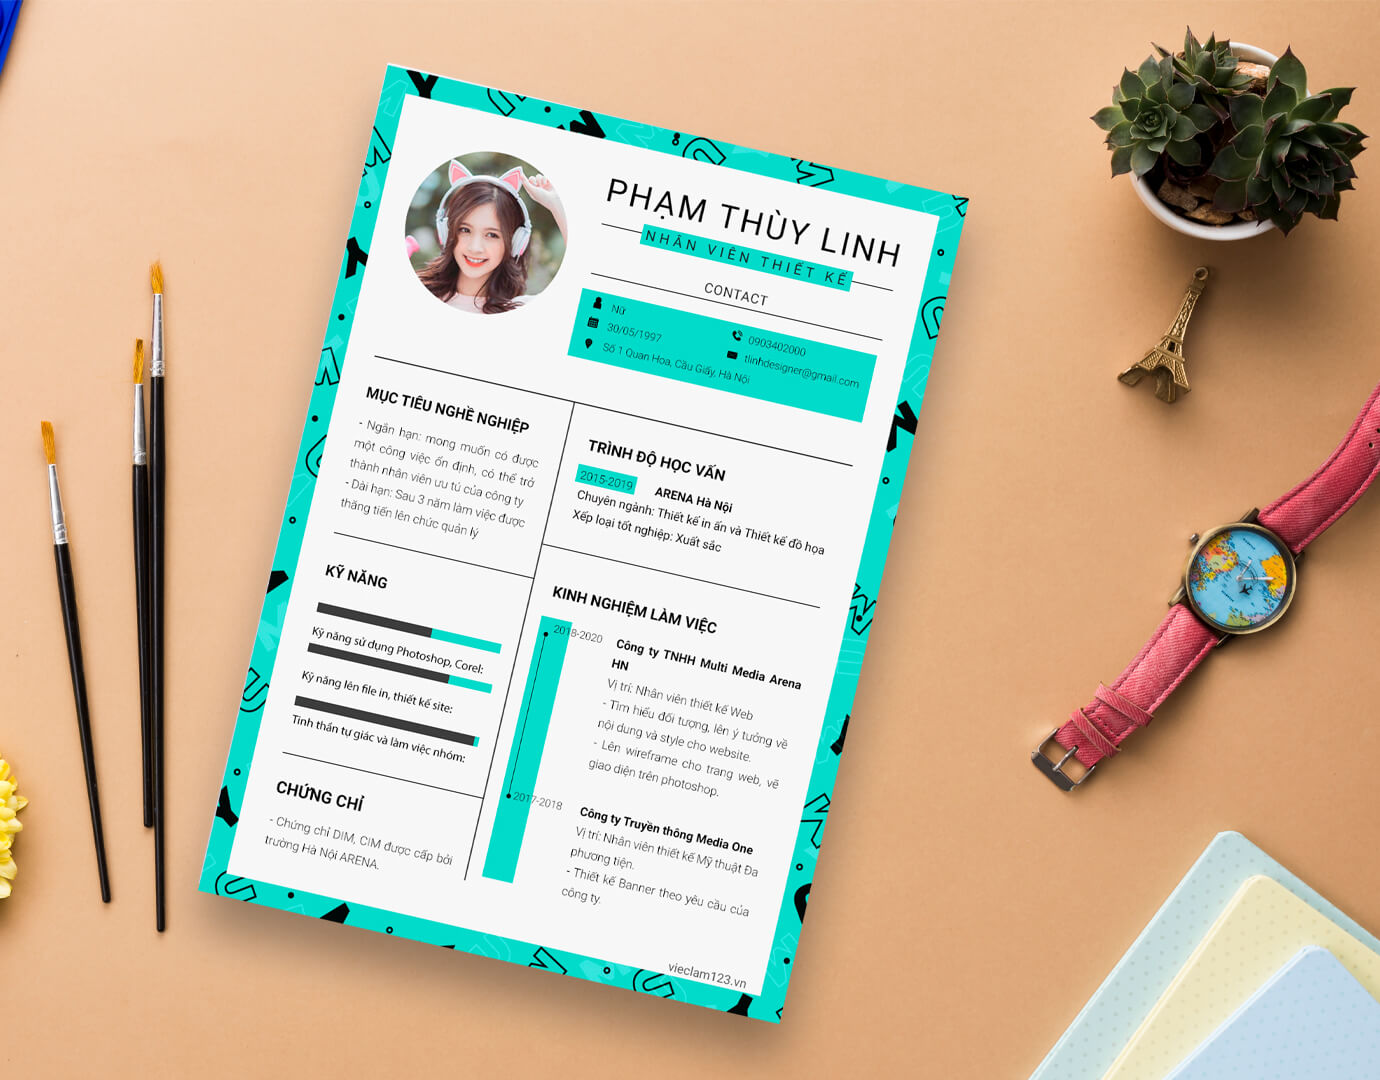 PHẠM THÙY LINH
NHÂN VIÊN THIẾT KẾ
CONTACT
Nữ
30/05/1997
Số 1 Quan Hoa, Cầu Giấy, Hà Nội
0903402000
tlinhdesigner@gmail.com
MỤC TIÊU NGHỀ NGHIỆP
- Ngắn hạn: mong muốn có được
một công việc ổn định, có thể trở
thành nhân viên ưu tú của công ty
- Dài hạn: Sau 3 năm làm việc được
thăng tiến lên chức quản lý
KỸ NĂNG
Kỹ năng sử dụng Photoshop, Corel:
Kỹ năng lên file in, thiết kế site:
Tinh thần tự giác và làm việc nhóm:
CHỨNG CHỈ
- Chứng chỉ DIM, CIM được cấp bởi
trường Hà Nội ARENA.
TRÌNH ĐỘ HỌC VẤN
2015-2019 ARENA Hà Nội
Chuyên ngành: Thiết kế in ấn và Thiết kế đồ họa
Xếp loại tốt nghiệp: Xuất sắc
KINH NGHIỆM LÀM VIỆC
2018-2020
Công ty TNHH Multi Media Arena
HN
Vị trí: Nhân viên thiết kế Web
- Tìm hiểu đối tượng, lên ý tưởng về
nội dung và style cho website.
- Lên wireframe cho trang web, vẽ
giao diện trên photoshop.
2017-2018
Công ty Truyền thông Media One
Vị trí: Nhân viên thiết kế Mỹ thuật Đa
phương tiện.
- Thiết kế Banner theo yêu cầu của
công ty.
vieclam123.vn